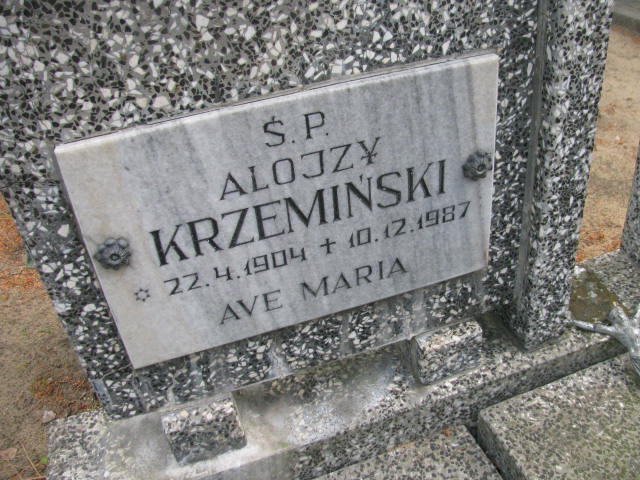 Ś.P.
ALOJZY
KRZEMIŃSKI
* 22.4.1904 + 10.12.1987
AVE MARIA